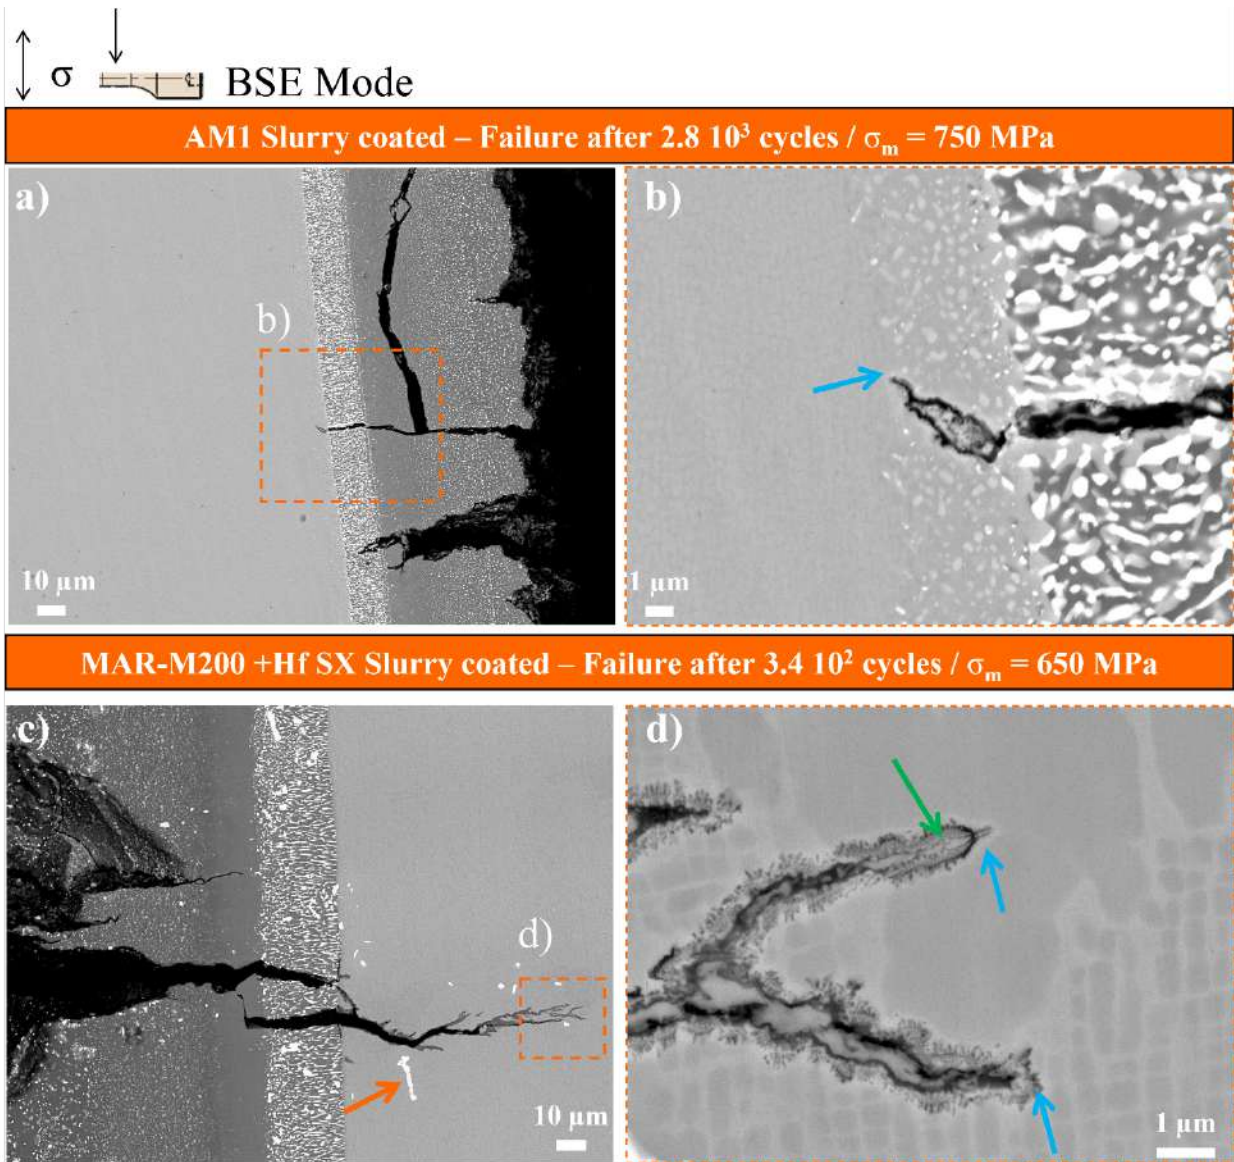 σ
BSE Mode
AM1 Slurry coated – Failure after 2.8 10³ cycles / σₘ = 750 MPa
a)
b)
b)
10 µm
1 µm
MAR-M200 +Hf SX Slurry coated – Failure after 3.4 10² cycles / σₘ = 650 MPa
c)
d)
d)
10 µm
1 µm